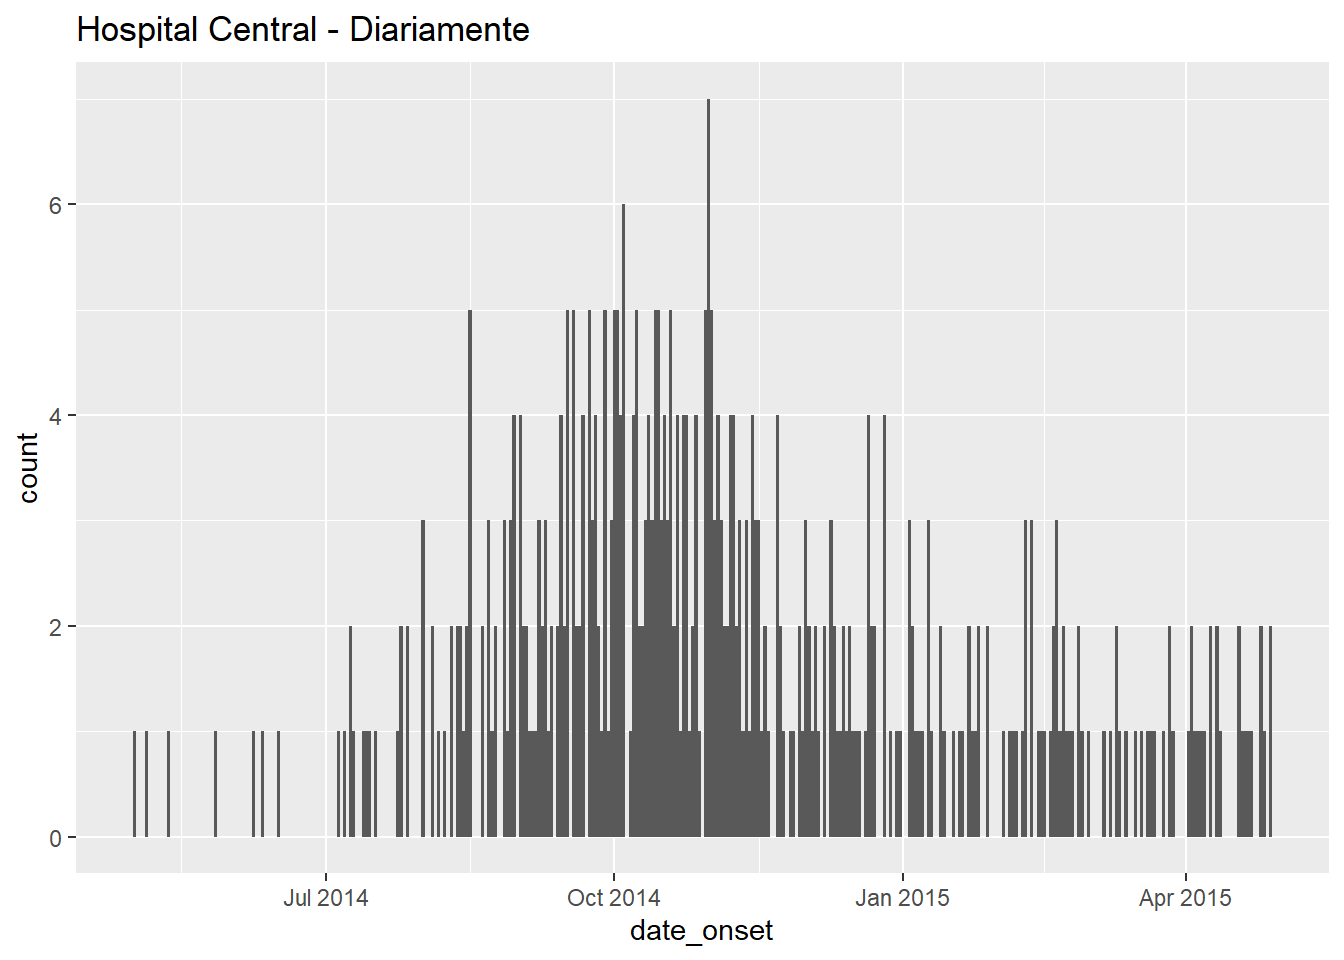 Hospital Central - Diariamente
6
4
2
0
count
Jul 2014 Oct 2014 Jan 2015 Apr 2015
date_onset